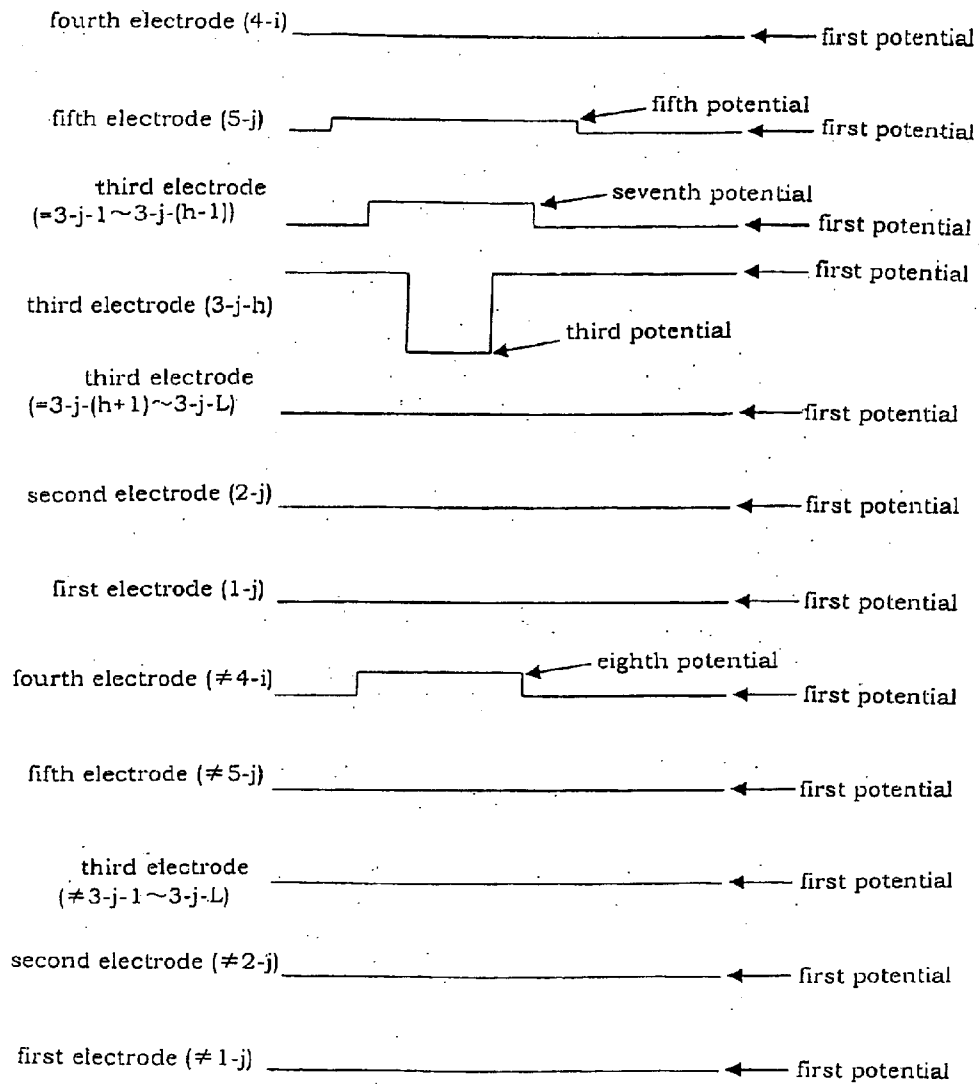 fourth electrode (4-i)
first potential
fifth potential
fifth electrode (5-j)
first potential
third electrode
(=3-j-1~3-j-(h-1))
seventh potential
first potential
first potential
third electrode (3-j-h)
third potential
third electrode
(=3-j-(h+1)~3-j-L)
first potential
second electrode (2-j)
first potential
first electrode (1-j)
first potential
eighth potential
fourth electrode (≠4-i)
first potential
fifth electrode (≠5-j)
first potential
third electrode
(≠3-j-1~3-j-L)
first potential
second electrode (≠2-j)
first potential
first electrode (≠1-j)
first potential